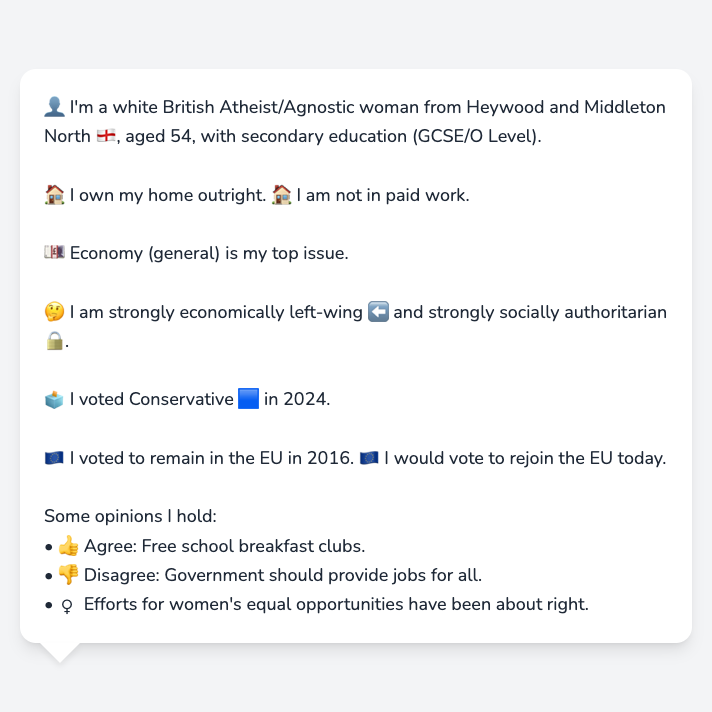 👤 I'm a white British Atheist/Agnostic woman from Heywood and Middleton
North 🏴󠁧󠁢󠁥󠁮󠁧󠁿, aged 54, with secondary education (GCSE/O Level).
🏠 I own my home outright. 🏠 I am not in paid work.
💷 Economy (general) is my top issue.
🤔 I am strongly economically left-wing ⬅️ and strongly socially authoritarian
🔒.
🗳️ I voted Conservative 🟦 in 2024.
🇪🇺 I voted to remain in the EU in 2016. 🇪🇺 I would vote to rejoin the EU today.
Some opinions I hold:
• 👍 Agree: Free school breakfast clubs.
• 👎 Disagree: Government should provide jobs for all.
• ♀ Efforts for women's equal opportunities have been about right.